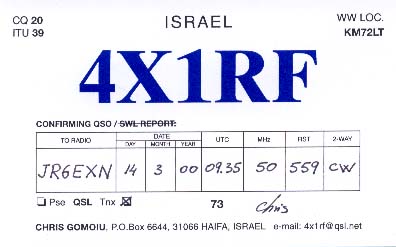 CQ 20 ISRAEL WW LOC.
ITU 39 KM72LT
4X1RF
CONFIRMING QSO / SWL REPORT:
TO RADIO DATE UTC MHz RST 2-WAY
DAY MONTH YEAR
JR6EXN 14 3 00 09.35 50 559 CW
Pse QSL Tnx X 73 Chris
CHRIS GOMOIU, P.O.Box 6644, 31066 HAIFA, ISRAEL e-mail: 4x1rf@qsl.net